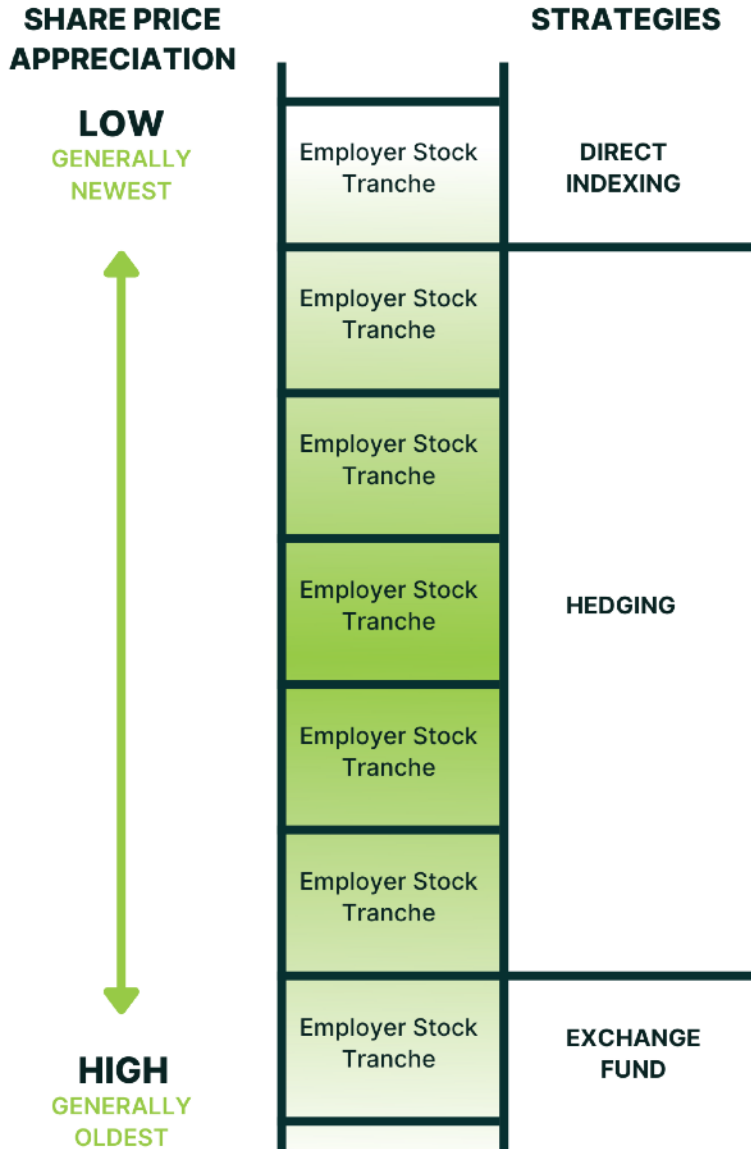 SHARE PRICE
APPRECIATION
STRATEGIES
LOW
GENERALLY
NEWEST
Employer Stock
Tranche
DIRECT
INDEXING
Employer Stock
Tranche
Employer Stock
Tranche
Employer Stock
Tranche
HEDGING
Employer Stock
Tranche
Employer Stock
Tranche
Employer Stock
Tranche
EXCHANGE
FUND
HIGH
GENERALLY
OLDEST